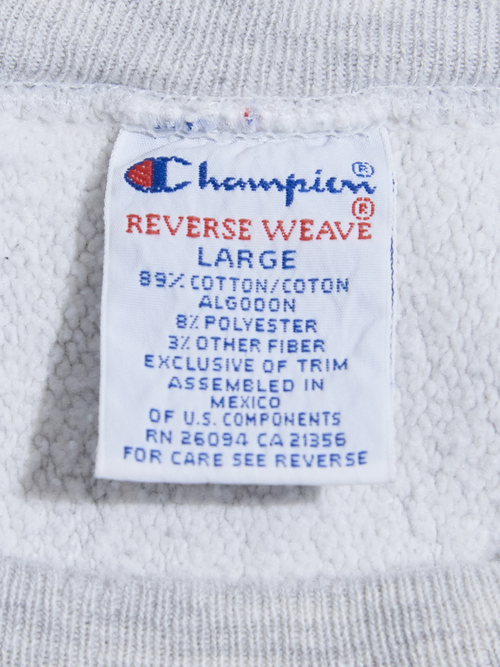 Champion®
REVERSE WEAVE®
LARGE
89% COTTON/COTON
ALGODON
8% POLYESTER
3% OTHER FIBER
EXCLUSIVE OF TRIM
ASSEMBLED IN
MEXICO
OF U.S. COMPONENTS
RN 26094 CA 21356
FOR CARE SEE REVERSE